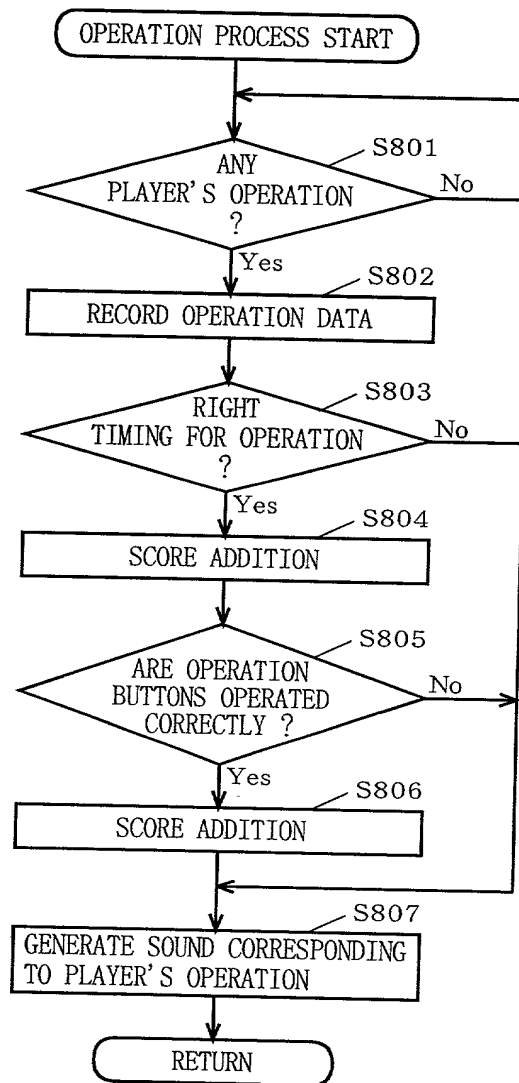 OPERATION PROCESS START
S801
ANY
PLAYER'S OPERATION
?
No
Yes
S802
RECORD OPERATION DATA
S803
RIGHT
TIMING FOR OPERATION
?
No
Yes
S804
SCORE ADDITION
S805
ARE OPERATION
BUTTONS OPERATED
CORRECTLY ?
No
Yes
S806
SCORE ADDITION
S807
GENERATE SOUND CORRESPONDING
TO PLAYER'S OPERATION
RETURN